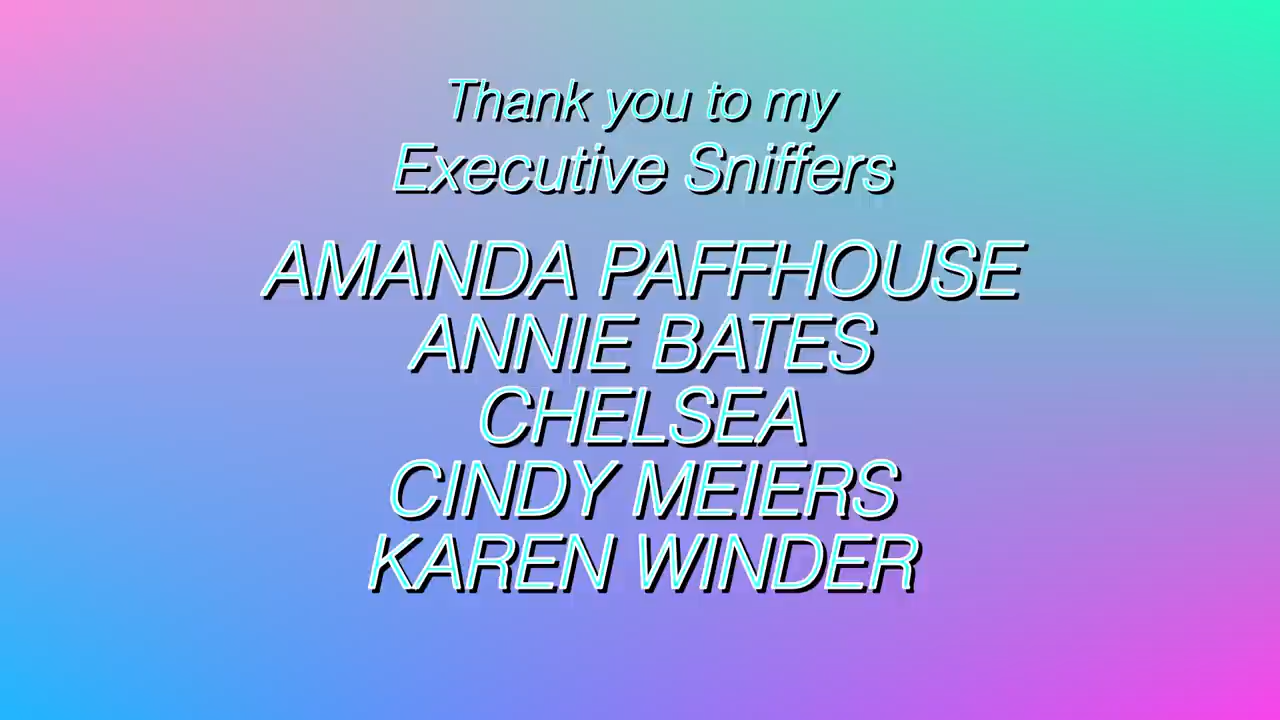 Thank you to my
Executive Sniffers
AMANDA PAFFHOUSE
ANNIE BATES
CHELSEA
CINDY MEIERS
KAREN WINDER